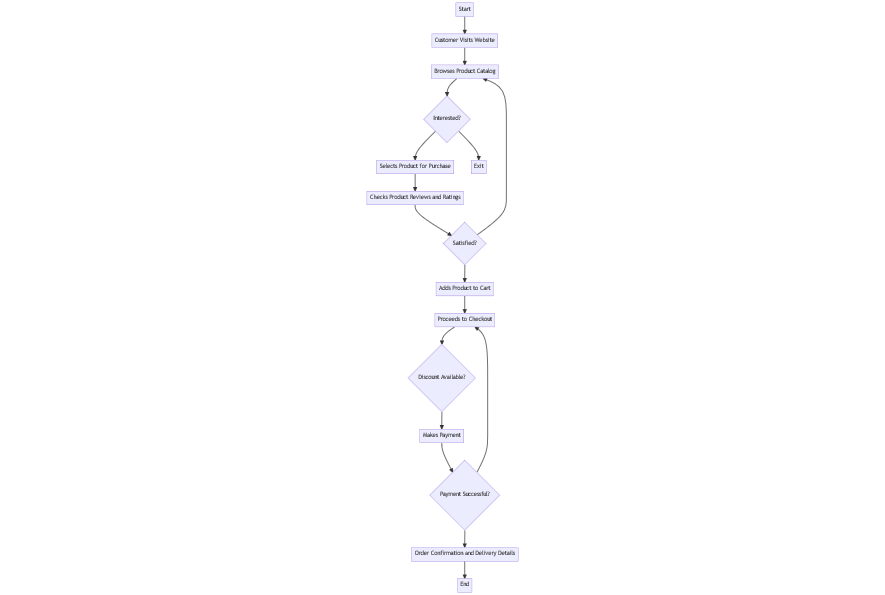 Start
Customer Visits Website
Browses Product Catalog
Interested?
Selects Product for Purchase
Exit
Checks Product Reviews and Ratings
Satisfied?
Adds Product to Cart
Proceeds to Checkout
Discount Available?
Makes Payment
Payment Successful?
Order Confirmation and Delivery Details
End